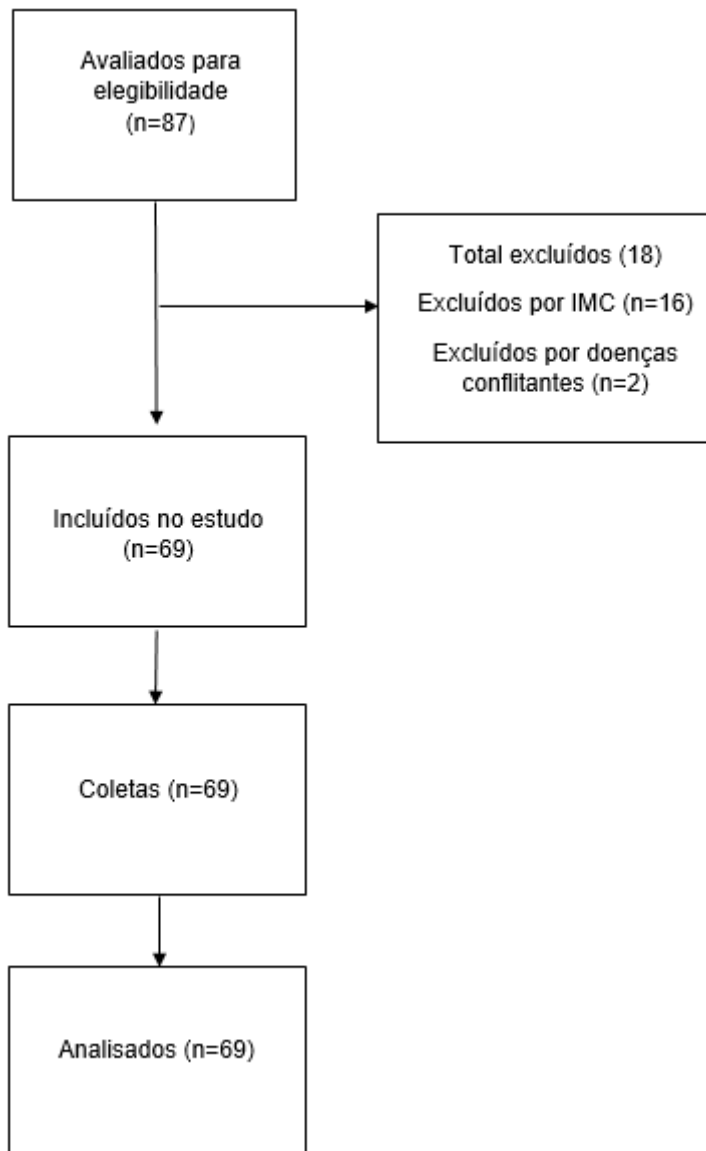 Avaliados para
elegibilidade
(n=87)
Total excluídos (18)
Excluídos por IMC (n=16)
Excluídos por doenças
conflitantes (n=2)
Incluídos no estudo
(n=69)
Coletas (n=69)
Analisados (n=69)